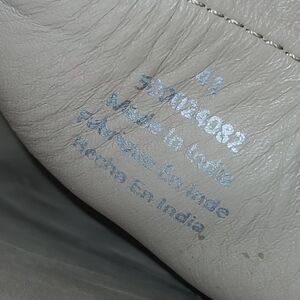 41
Made In India
Fabriqué En Inde
Hecho En India